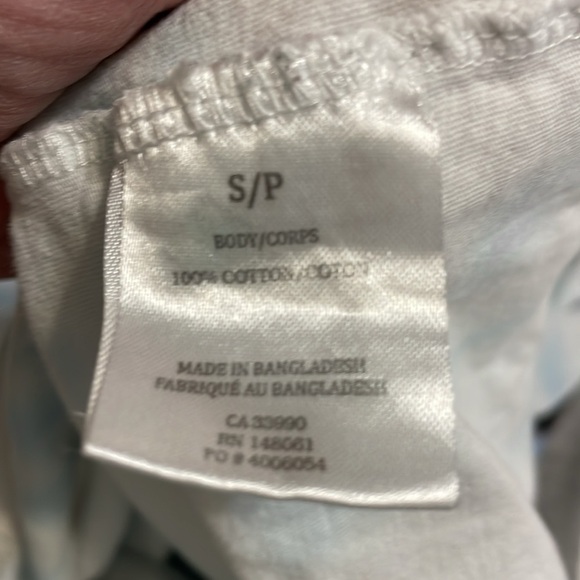 S/P
BODY/CORPS
100% COTTON/COTON
MADE IN BANGLADESH
FABRIQUÉ AU BANGLADESH
CA 33990
RN 148061
PO # 4006054